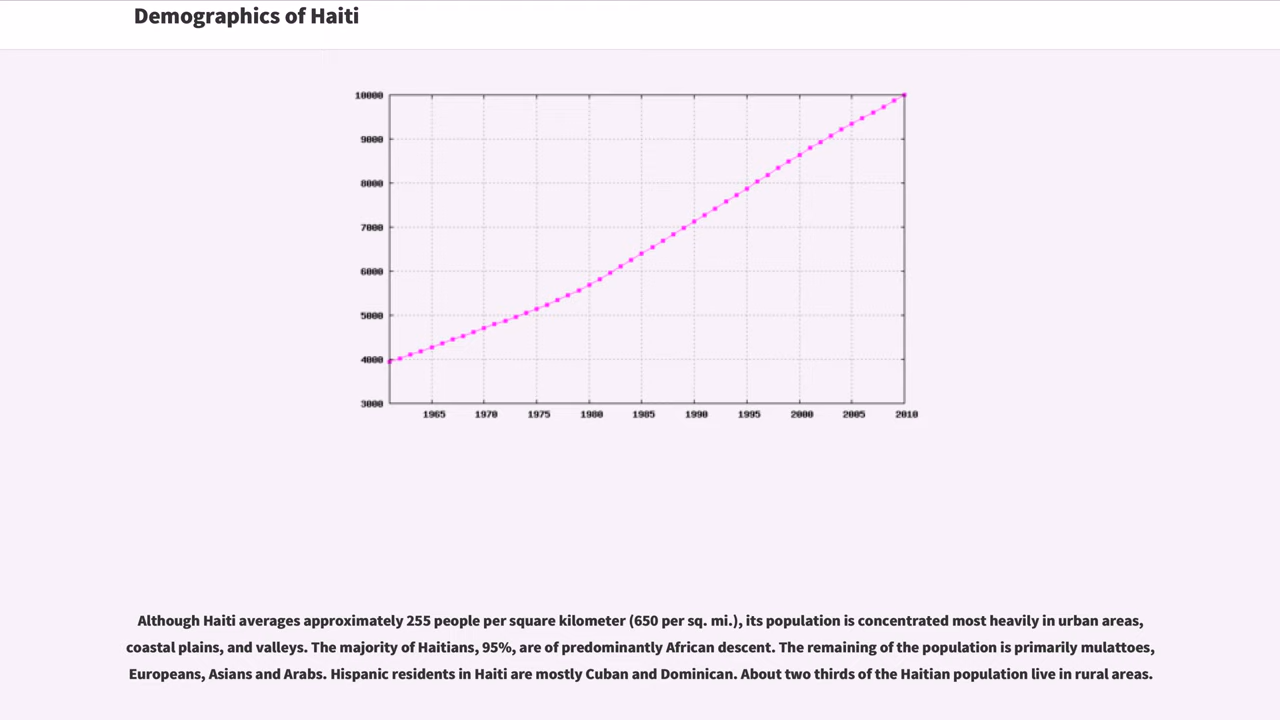 Demographics of Haiti
10000
9000
8000
7000
6000
5000
4000
3000
1965 1970 1975 1980 1985 1990 1995 2000 2005 2010
Although Haiti averages approximately 255 people per square kilometer (650 per sq. mi.), its population is concentrated most heavily in urban areas,
coastal plains, and valleys. The majority of Haitians, 95%, are of predominantly African descent. The remaining of the population is primarily mulattoes,
Europeans, Asians and Arabs. Hispanic residents in Haiti are mostly Cuban and Dominican. About two thirds of the Haitian population live in rural areas.